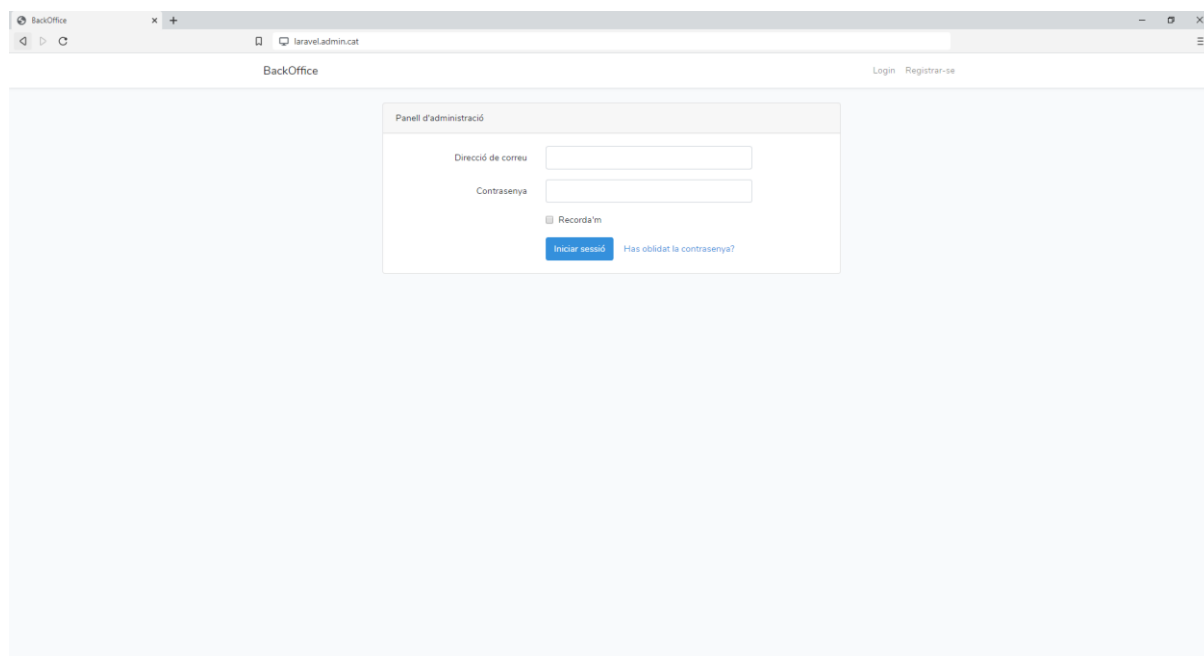 BackOffice
laravel.admin.cat
BackOffice Login Registrar-se
Panell d'administració
Direcció de correu
Contrasenya
Recorda'm
Iniciar sessió Has oblidat la contrasenya?